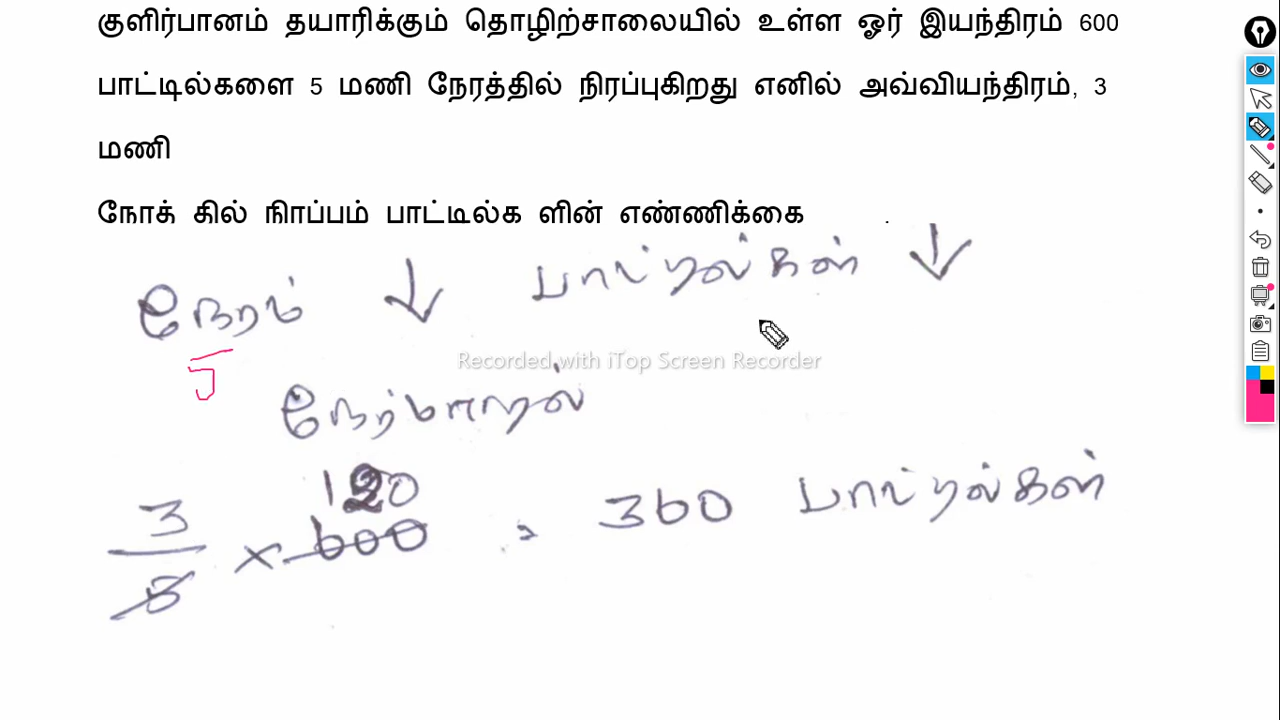 குளிர்பானம் தயாரிக்கும் தொழிற்சாலையில் உள்ள ஓர் இயந்திரம் 600
பாட்டில்களை 5 மணி நேரத்தில் நிரப்புகிறது எனில் அவ்வியந்திரம், 3
மணி
நேரத் தில் நிரப்பும் பாட்டில்க ளின் எண்ணிக்கை .
நேரம் ↓ பாட்டில்கள் ↓
Recorded with iTop Screen Recorder
5
நேர்மாறல்
120
3/5 × 600 = 360 பாட்டில்கள்